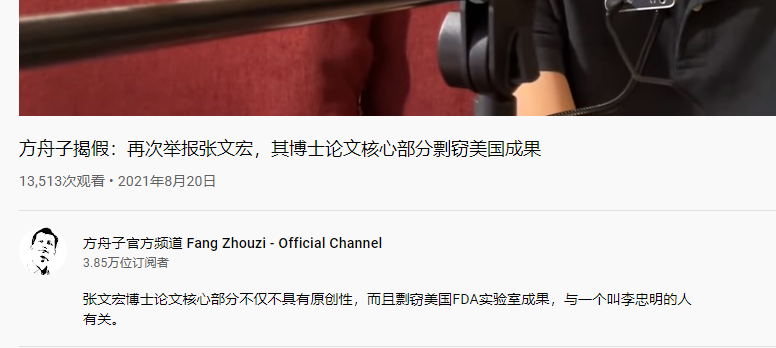 方舟子揭假：再次举报张文宏，其博士论文核心部分剽窃美国成果
13,513次观看 • 2021年8月20日
方舟子官方频道 Fang Zhouzi - Official Channel
3.85万位订阅者
张文宏博士论文核心部分不仅不具有原创性，而且剽窃美国FDA实验室成果，与一个叫李忠明的人
有关。